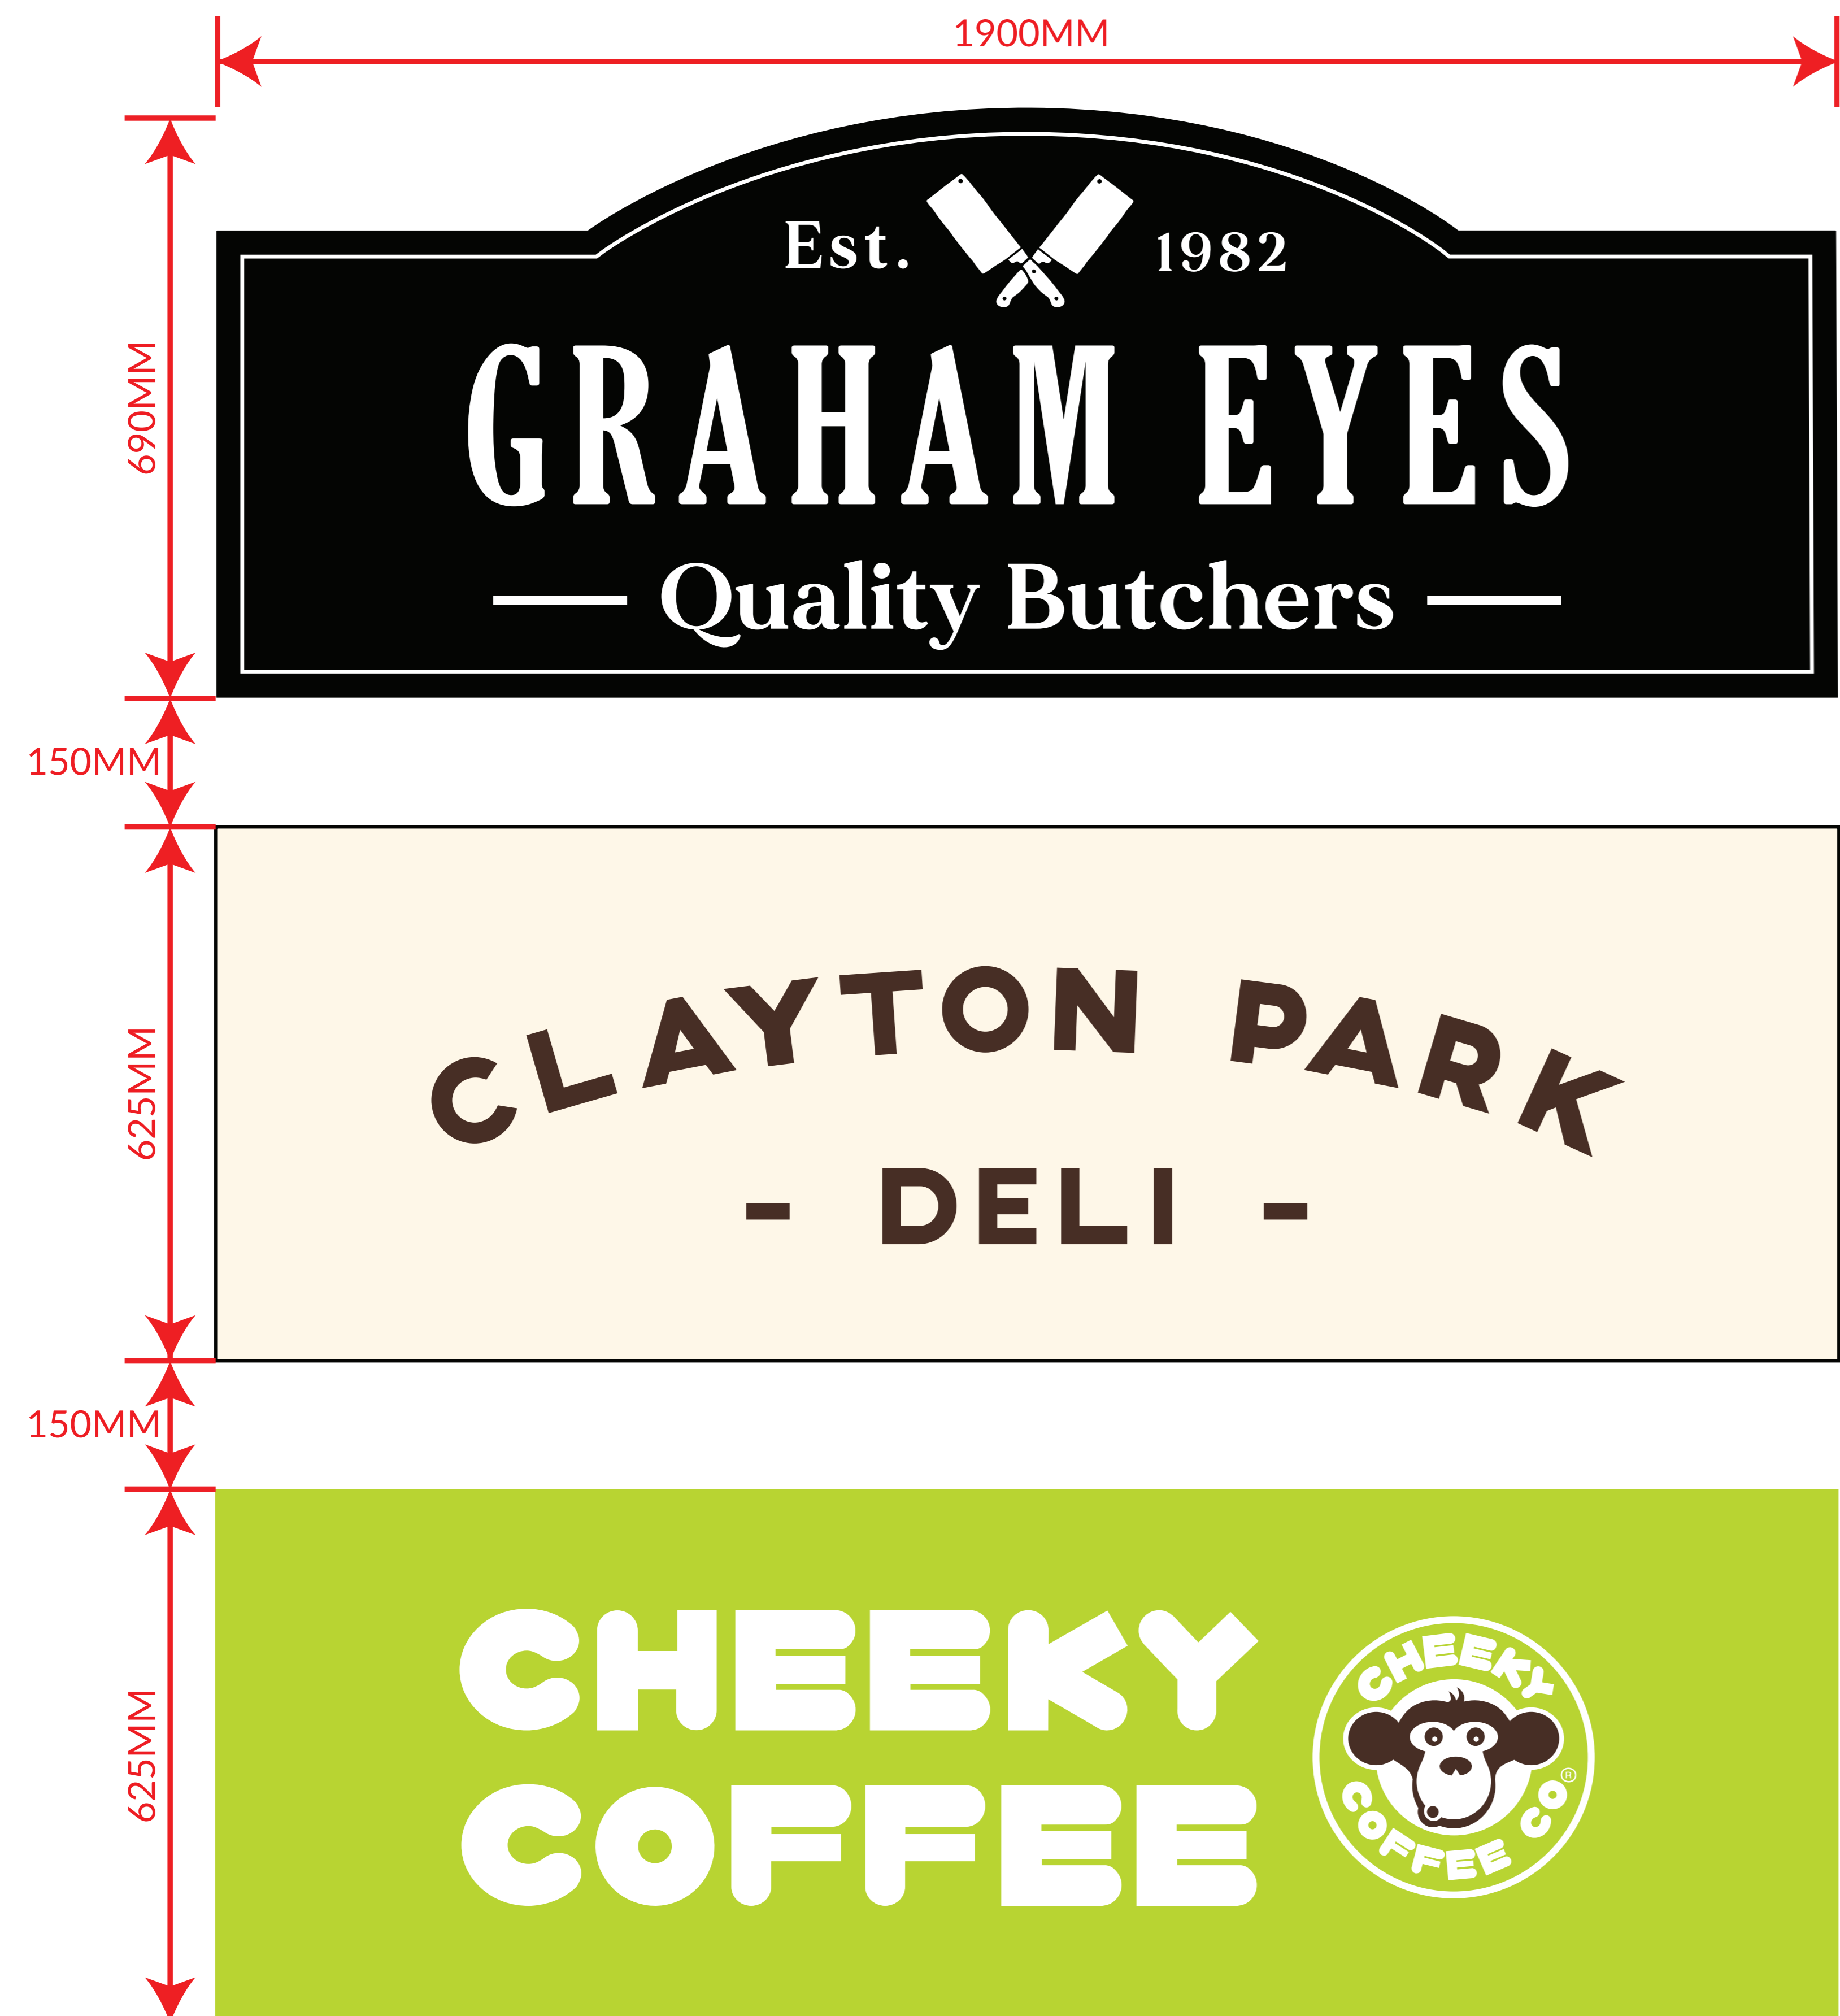 1900MM
690MM
Est. 1982
GRAHAM EYES
Quality Butchers
150MM
625MM
CLAYTON PARK
- DELI -
150MM
625MM
CHEEKY
COFFEE
CHEEKY
COFFEE CO
®